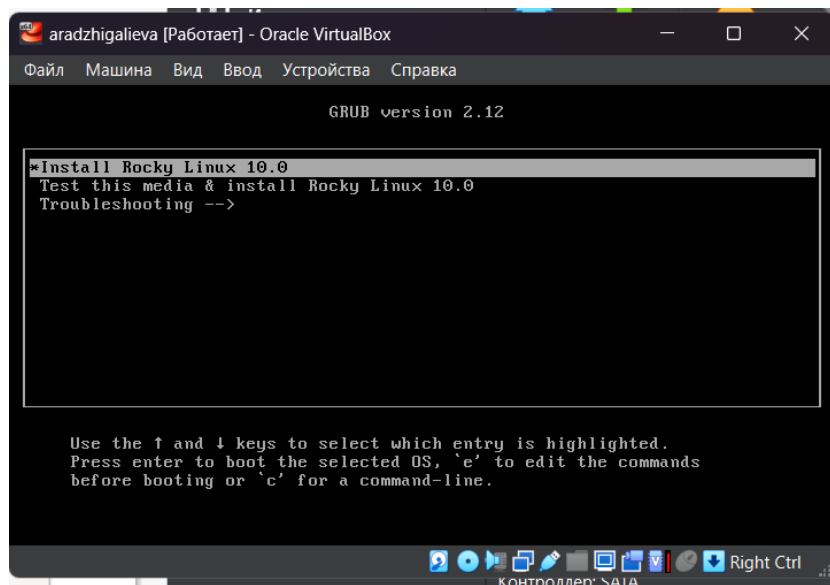 aradzhigalieva [Работает] - Oracle VirtualBox
Файл Машина Вид Ввод Устройства Справка
GRUB version 2.12
*Install Rocky Linux 10.0
Test this media & install Rocky Linux 10.0
Troubleshooting -->
Use the ↑ and ↓ keys to select which entry is highlighted.
Press enter to boot the selected OS, `e' to edit the commands
before booting or `c' for a command-line.
Right Ctrl
Контроллер: SATA